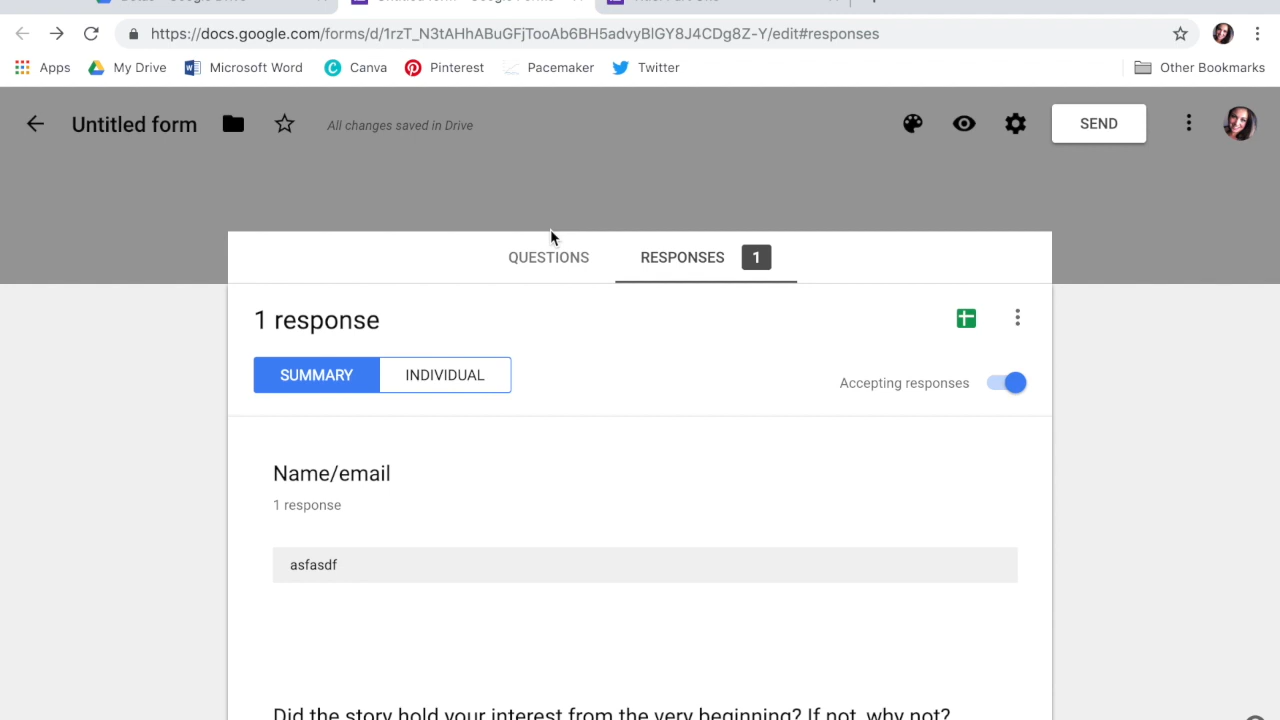 https://docs.google.com/forms/d/1rzT_N3tAHhABuGFjTooAb6BH5advyBlGY8J4CDg8Z-Y/edit#responses
Apps My Drive Microsoft Word Canva Pinterest Pacemaker Twitter Other Bookmarks
Untitled form All changes saved in Drive SEND
QUESTIONS RESPONSES 1
1 response
SUMMARY INDIVIDUAL
Accepting responses
Name/email
1 response
asfasdf
Did the story hold your interest from the very beginning? If not, why not?